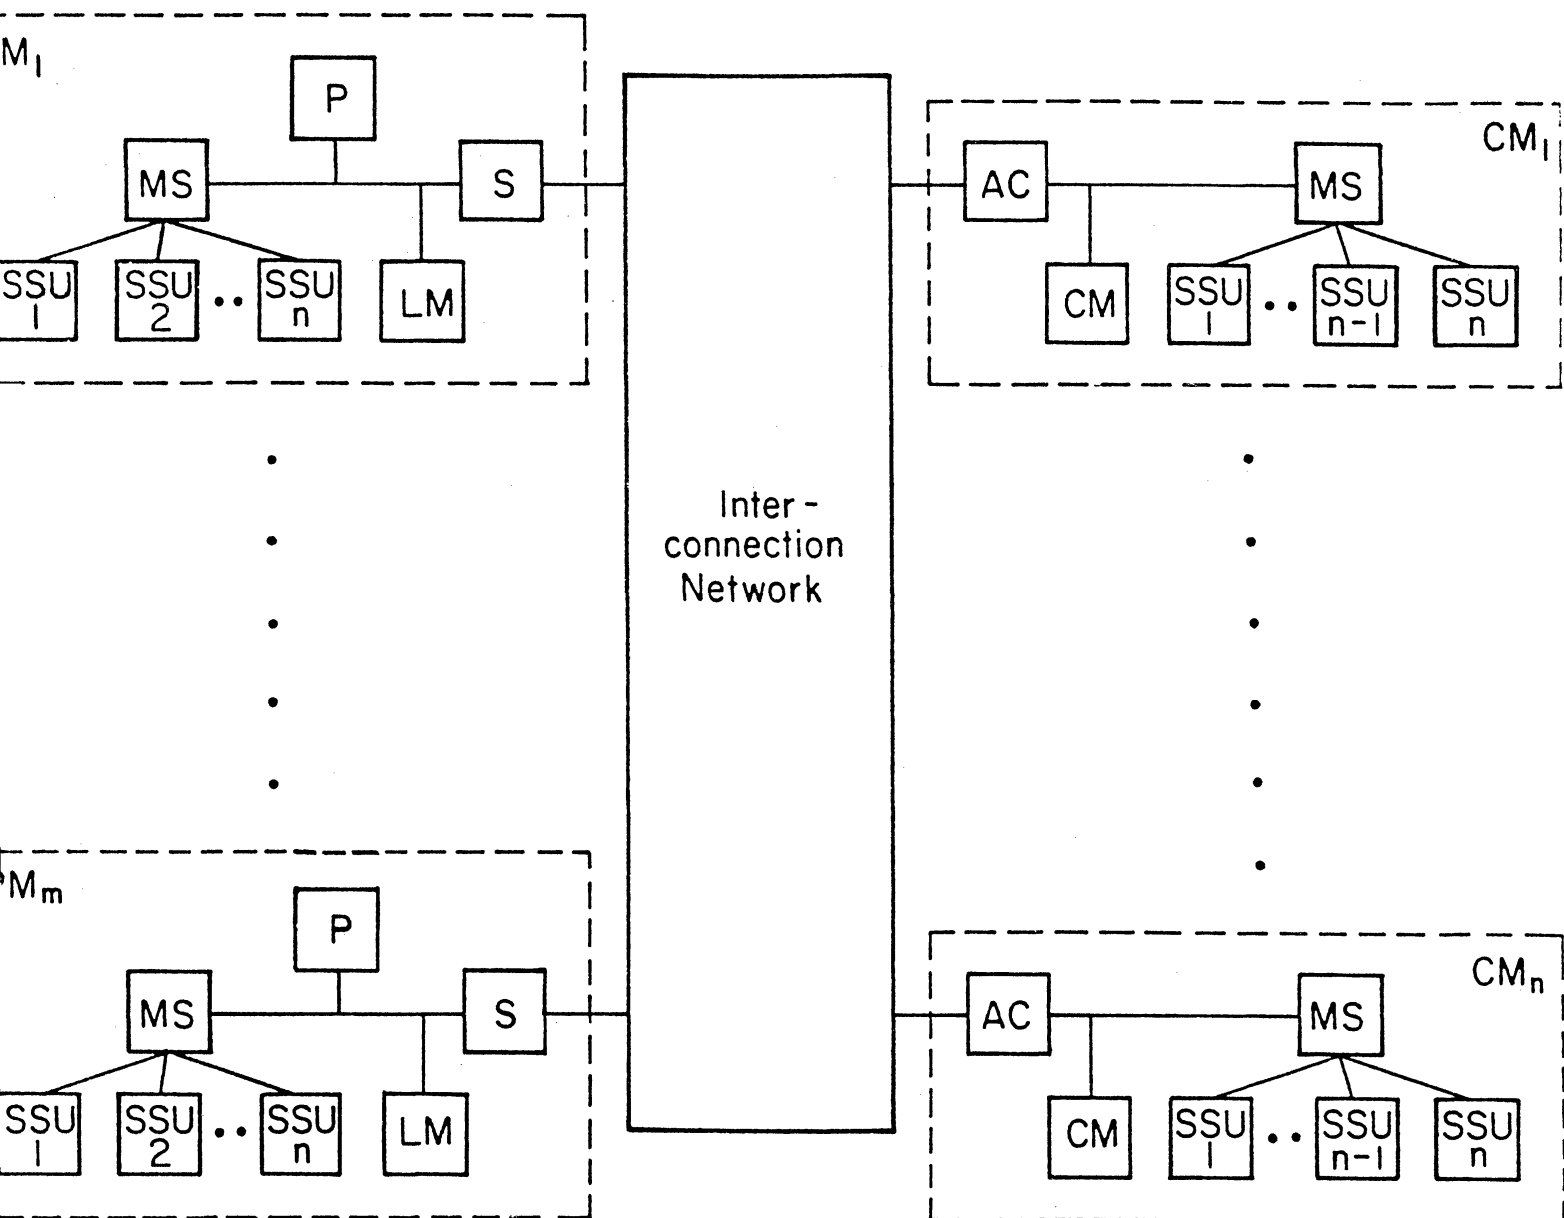 M1
P
MS
S
SSU
1
SSU
2
..
SSU
n
LM
Inter-
connection
Network
CM1
AC
MS
CM
SSU
1
..
SSU
n-1
SSU
n
Mm
P
MS
S
SSU
1
SSU
2
..
SSU
n
LM
CMn
AC
MS
CM
SSU
1
..
SSU
n-1
SSU
n